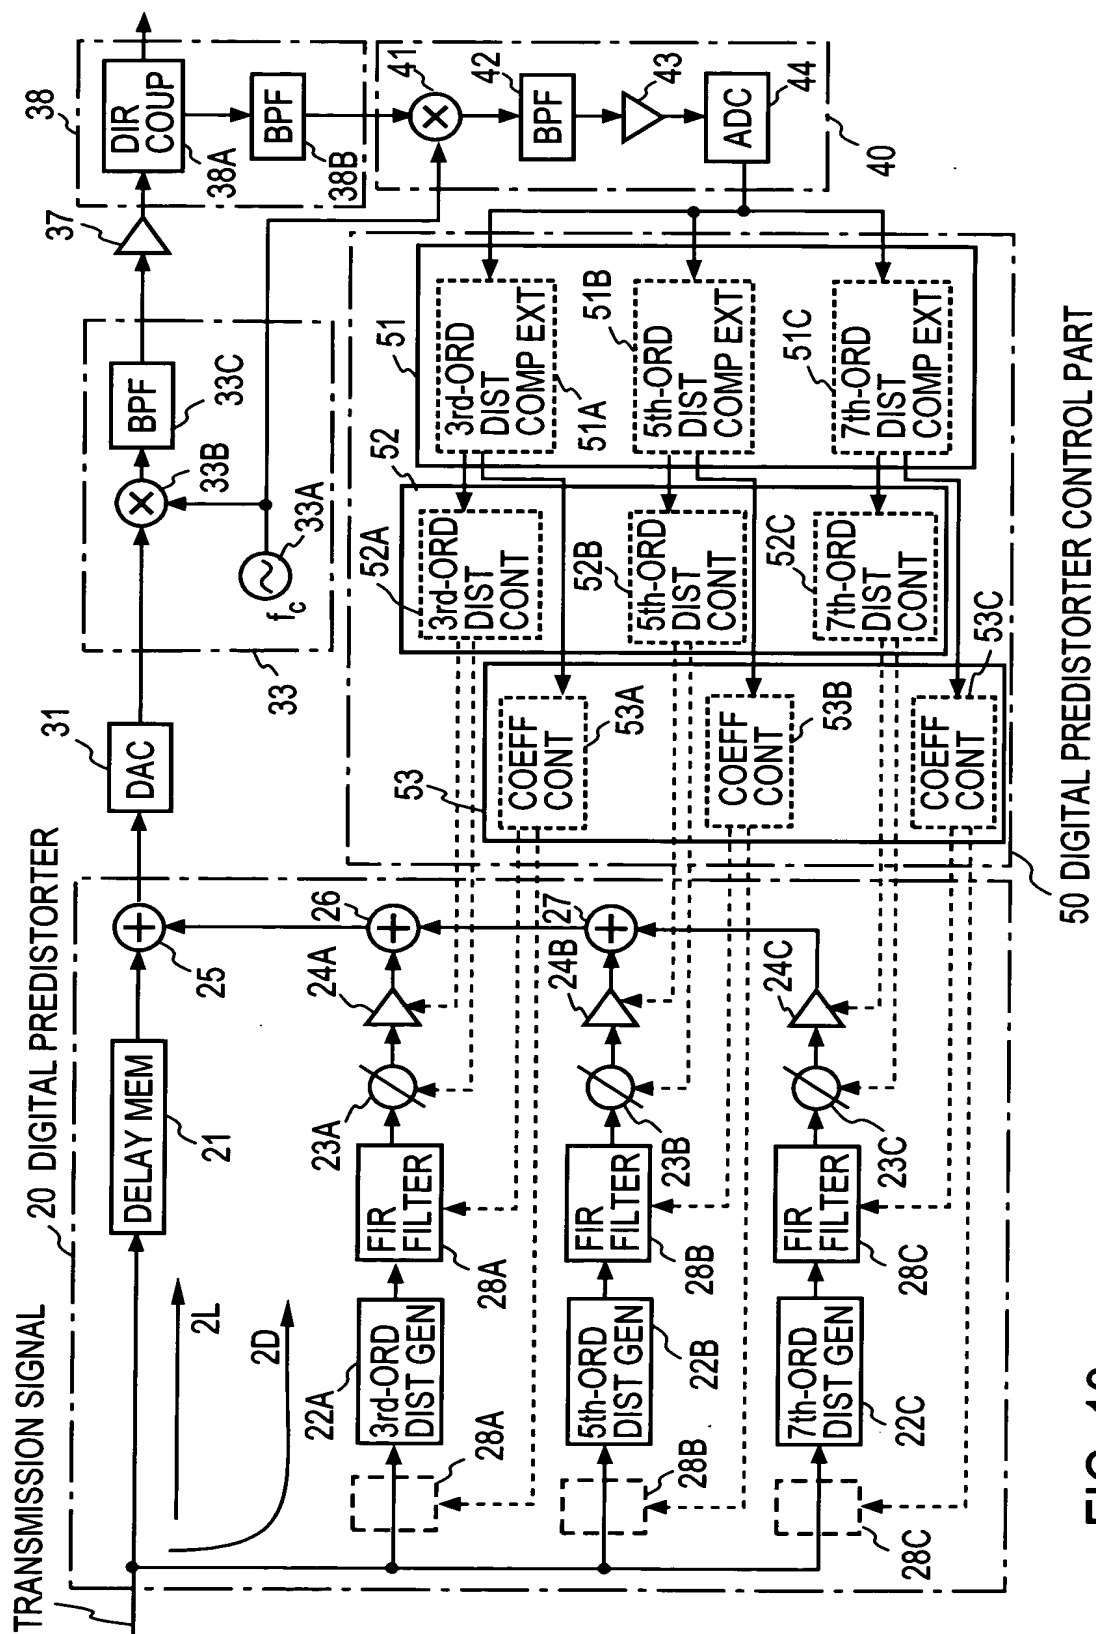 TRANSMISSION SIGNAL
20 DIGITAL PREDISTORTER
2L
2D
DELAY MEM
21
25
22A
3rd-ORD
DIST GEN
28A
FIR
FILTER
28A
23A
24A
26
5th-ORD
DIST GEN
22B
28B
FIR
FILTER
28B
23B
24B
27
7th-ORD
DIST GEN
22C
28C
FIR
FILTER
28C
23C
24C
DAC
31
33
fc
33A
33B
BPF
33C
37
38
DIR
COUP
38A
BPF
38B
41
42
BPF
43
ADC
44
40
51
3rd-ORD
DIST
COMP EXT
51A
51B
5th-ORD
DIST
COMP EXT
51C
7th-ORD
DIST
COMP EXT
52
52A
3rd-ORD
DIST
CONT
52B
5th-ORD
DIST
CONT
52C
7th-ORD
DIST
CONT
53
COEFF
CONT
53A
COEFF
CONT
53B
COEFF
CONT
53C
50 DIGITAL PREDISTORTER CONTROL PART